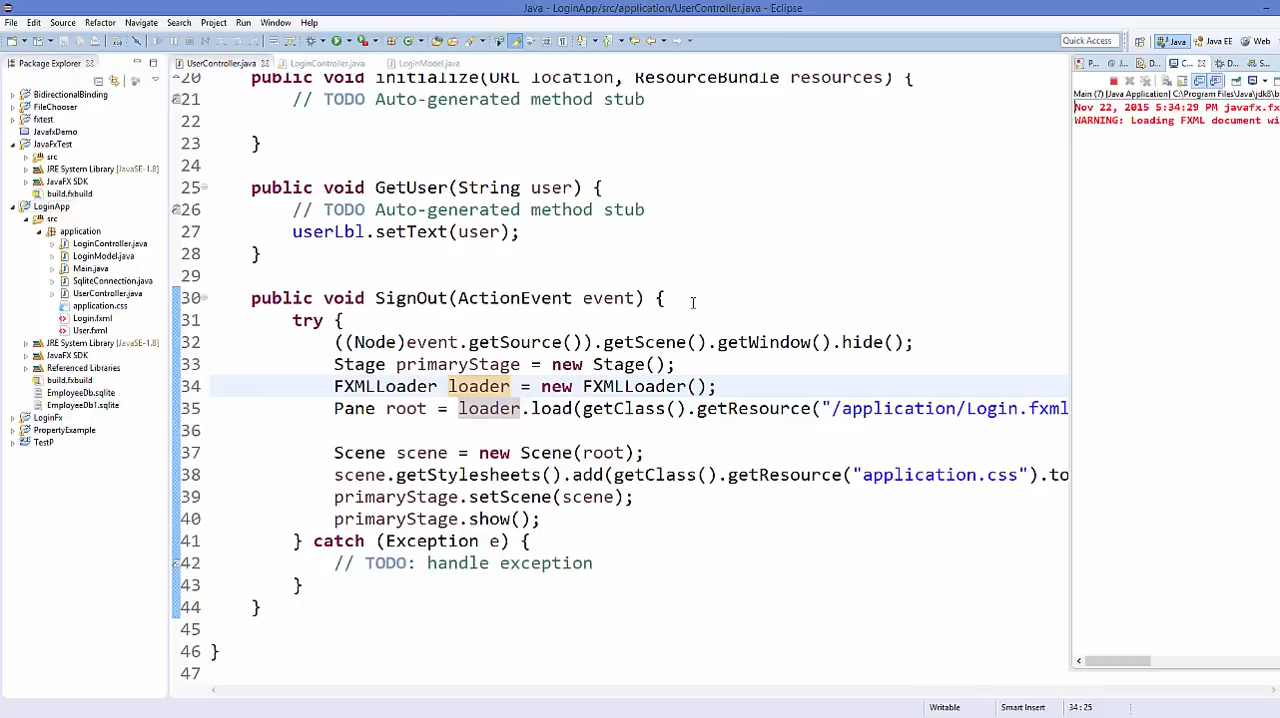 Java - LoginApp/src/application/UserController.java - Eclipse
File Edit Source Refactor Navigate Search Project Run Window Help
Quick Access Java Java EE Web
Package Explorer
UserController.java LoginController.java LoginModel.java
P... @ J... D... C... D... S...
BidirectionalBinding
FileChooser
fxtest
JavafxDemo
JavaFxTest
src
JRE System Library [JavaSE-1.8]
JavaFX SDK
build.fxbuild
LoginApp
src
application
LoginController.java
LoginModel.java
Main.java
SqliteConnection.java
UserController.java
application.css
Login.fxml
User.fxml
JRE System Library [JavaSE-1.8]
JavaFX SDK
Referenced Libraries
build.fxbuild
EmployeeDb.sqlite
EmployeeDb1.sqlite
LoginFx
PropertyExample
TestP
20 public void initialize(URL location, ResourceBundle resources) {
21 // TODO Auto-generated method stub
22
23 }
24
25 public void GetUser(String user) {
26 // TODO Auto-generated method stub
27 userLbl.setText(user);
28 }
29
30 public void SignOut(ActionEvent event) {
31 try {
32 ((Node)event.getSource()).getScene().getWindow().hide();
33 Stage primaryStage = new Stage();
34 FXMLLoader loader = new FXMLLoader();
35 Pane root = loader.load(getClass().getResource("/application/Login.fxml
36
37 Scene scene = new Scene(root);
38 scene.getStylesheets().add(getClass().getResource("application.css").to
39 primaryStage.setScene(scene);
40 primaryStage.show();
41 } catch (Exception e) {
42 // TODO: handle exception
43 }
44 }
45
46 }
47
Main (7) [Java Application] C:\Program Files\Java\jdk8\b
Nov 22, 2015 5:34:29 PM javafx.fx
WARNING: Loading FXML document wi
Writable Smart Insert 34:25